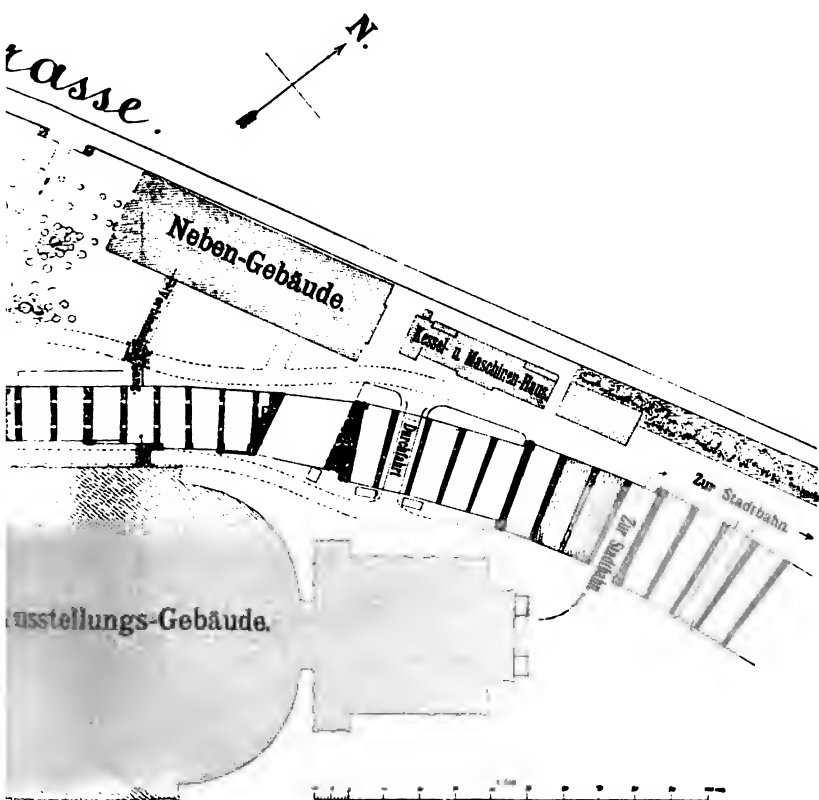 N.
rasse.
Neben-Gebäude.
Kessel- u. Maschinen-Haus.
Durchfahrt
Zur Stadtbahn
Zur Stadtbahn
usstellungs-Gebäude.